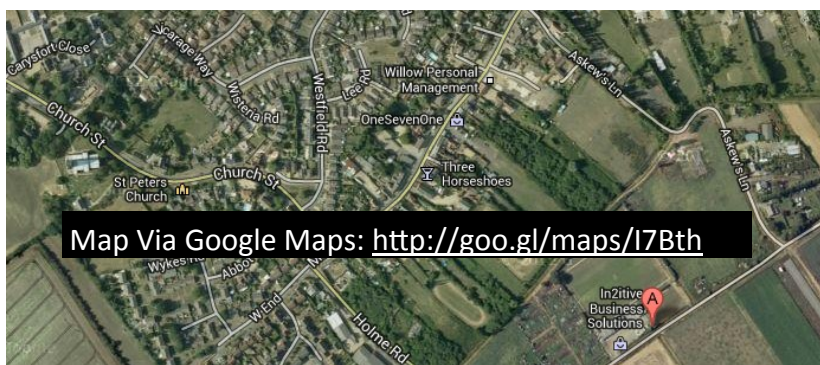 Carysfort Close
Vicarage Way
Wisteria Rd
Westfield Rd
Lee Rd
Willow Personal
Management
Askew's Ln
OneSevenOne
Church St
Askew's Ln
Three
Horseshoes
St Peters
Church
Church St
Map Via Google Maps: http://goo.gl/maps/I7Bth
W End
Holme Rd
In2itive
Business
Solutions
A